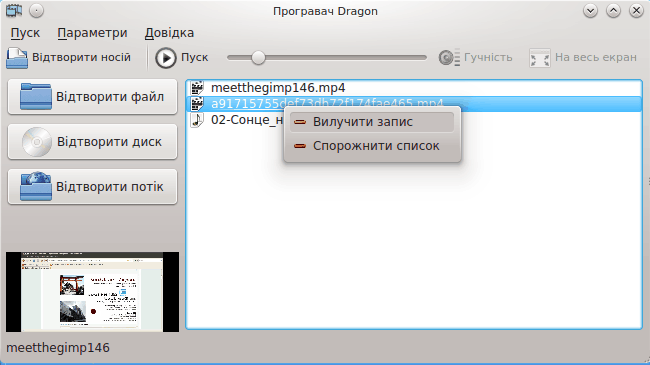 Програвач Dragon
Пуск Параметри Довідка
Відтворити носій Пуск Гучність На весь екран
Відтворити файл
Відтворити диск
Відтворити потік
meetthegimp146.mp4
a91715755def73db72f174fae465.mp4
02-Сонце_н
Вилучити запис
Спорожнити список
meetthegimp146